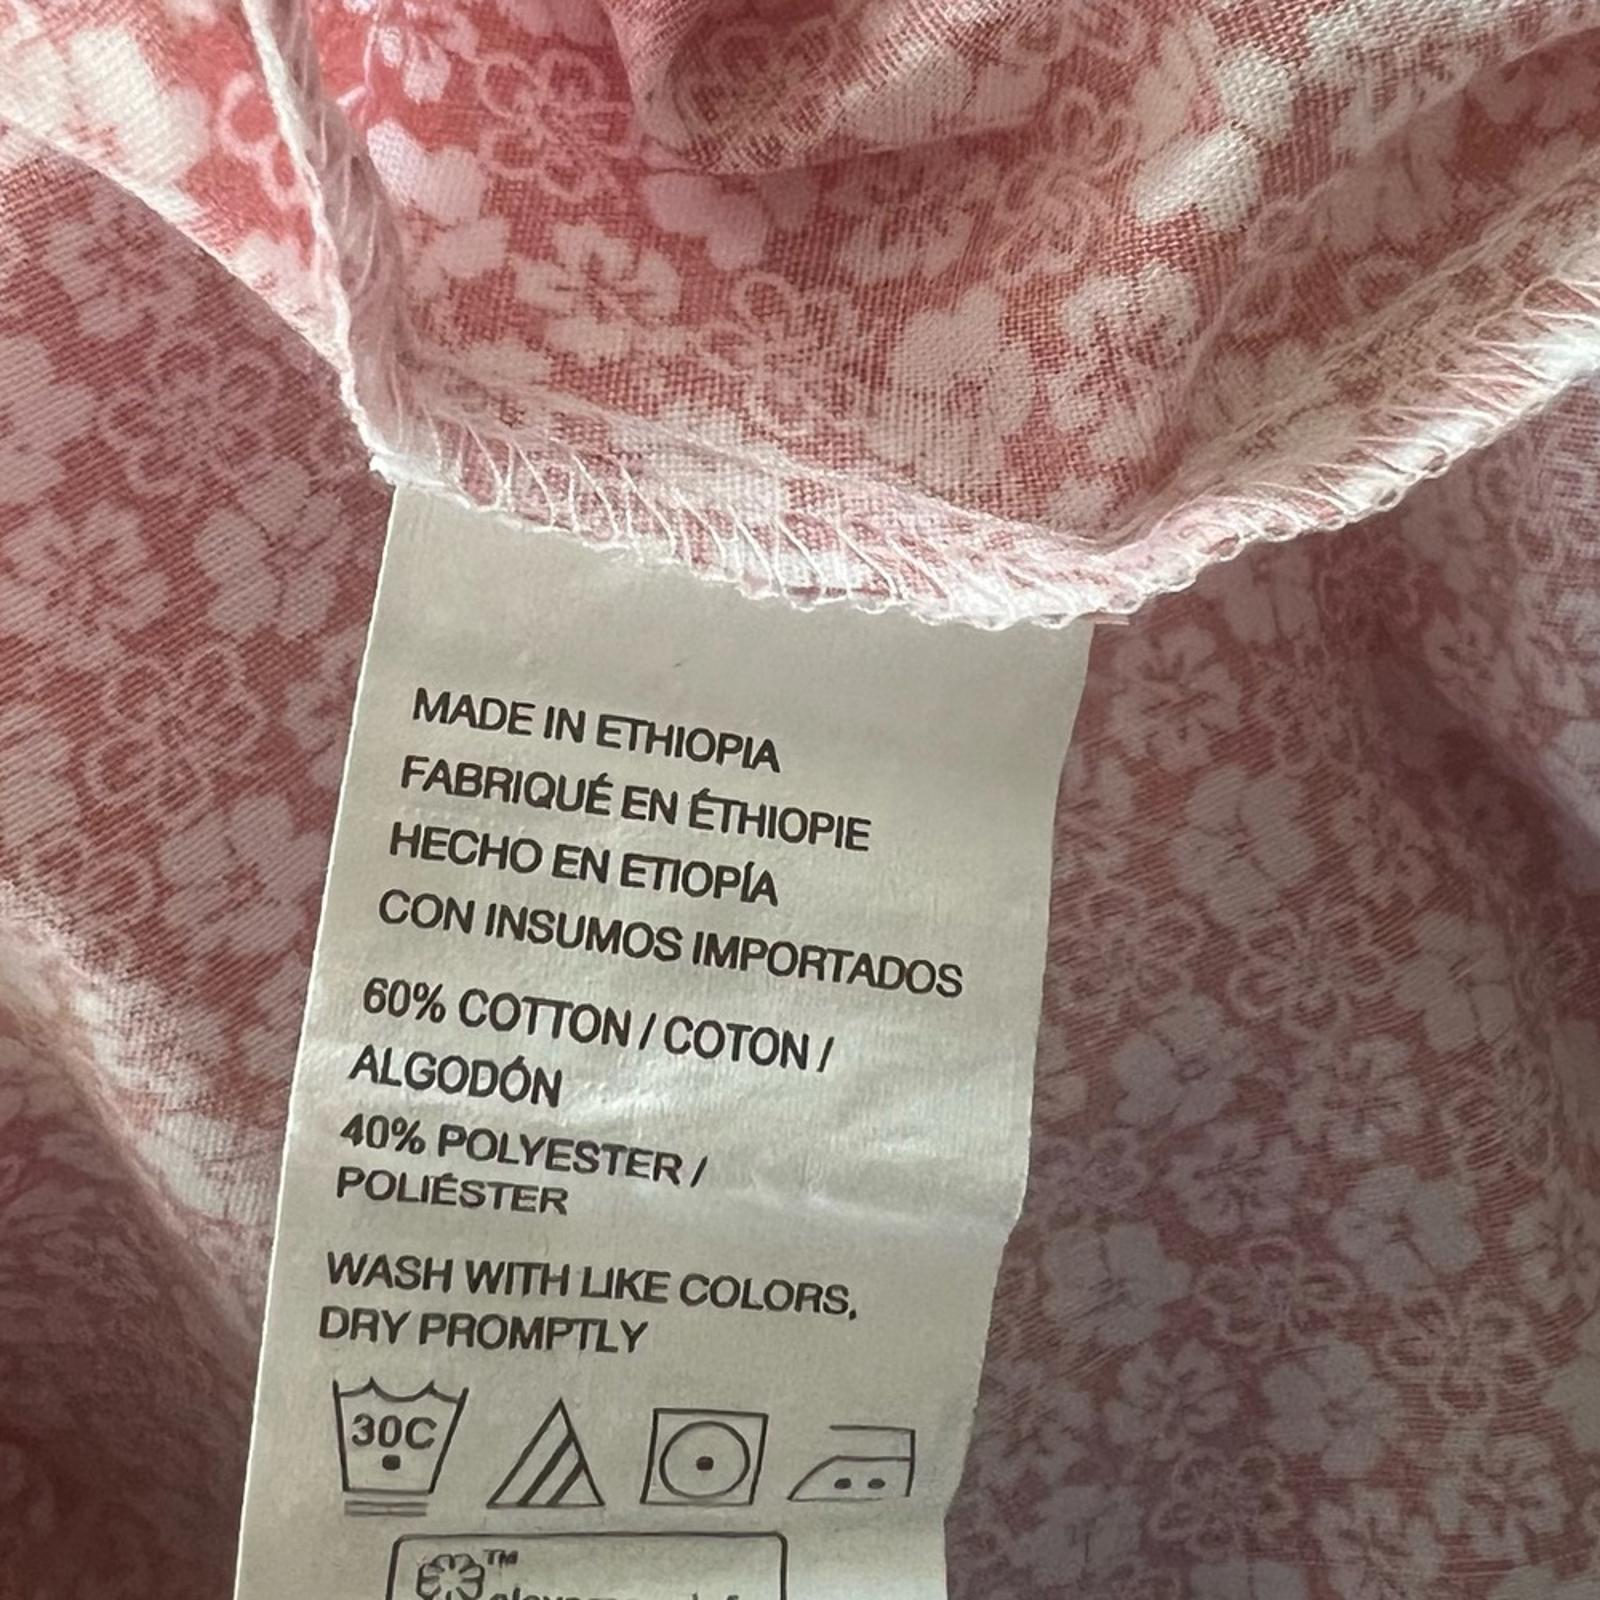 MADE IN ETHIOPIA
FABRIQUÉ EN ÉTHIOPIE
HECHO EN ETIOPÍA
CON INSUMOS IMPORTADOS
60% COTTON / COTON /
ALGODÓN
40% POLYESTER /
POLIÉSTER
WASH WITH LIKE COLORS,
DRY PROMPTLY
30C
TM